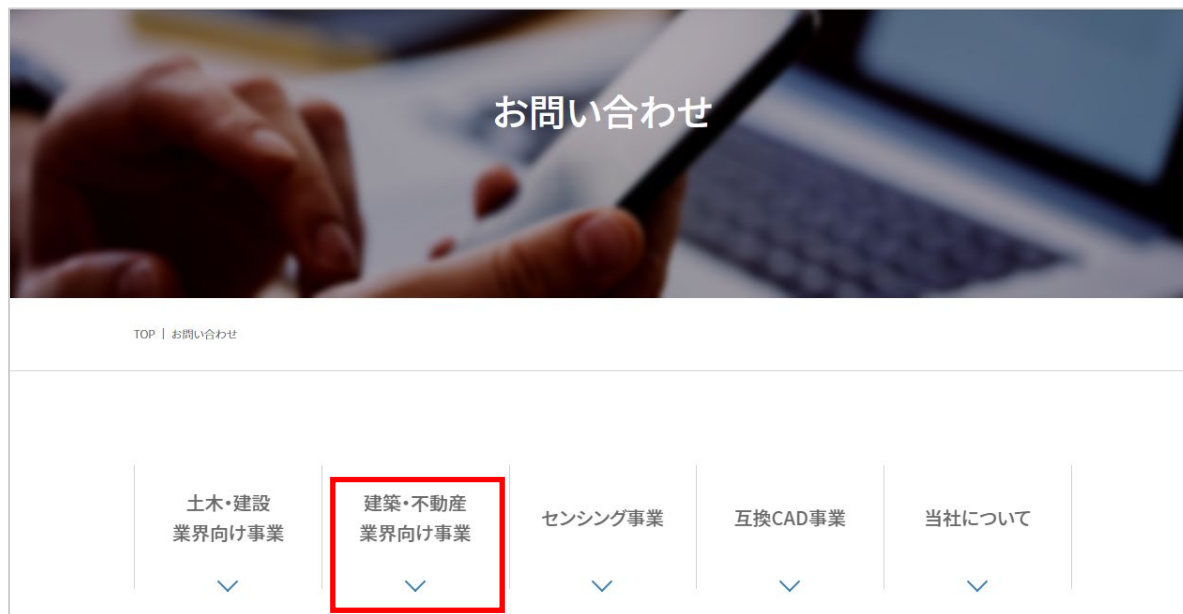 お問い合わせ
TOP | お問い合わせ
土木・建設
業界向け事業
建築・不動産
業界向け事業
センシング事業
互換CAD事業
当社について